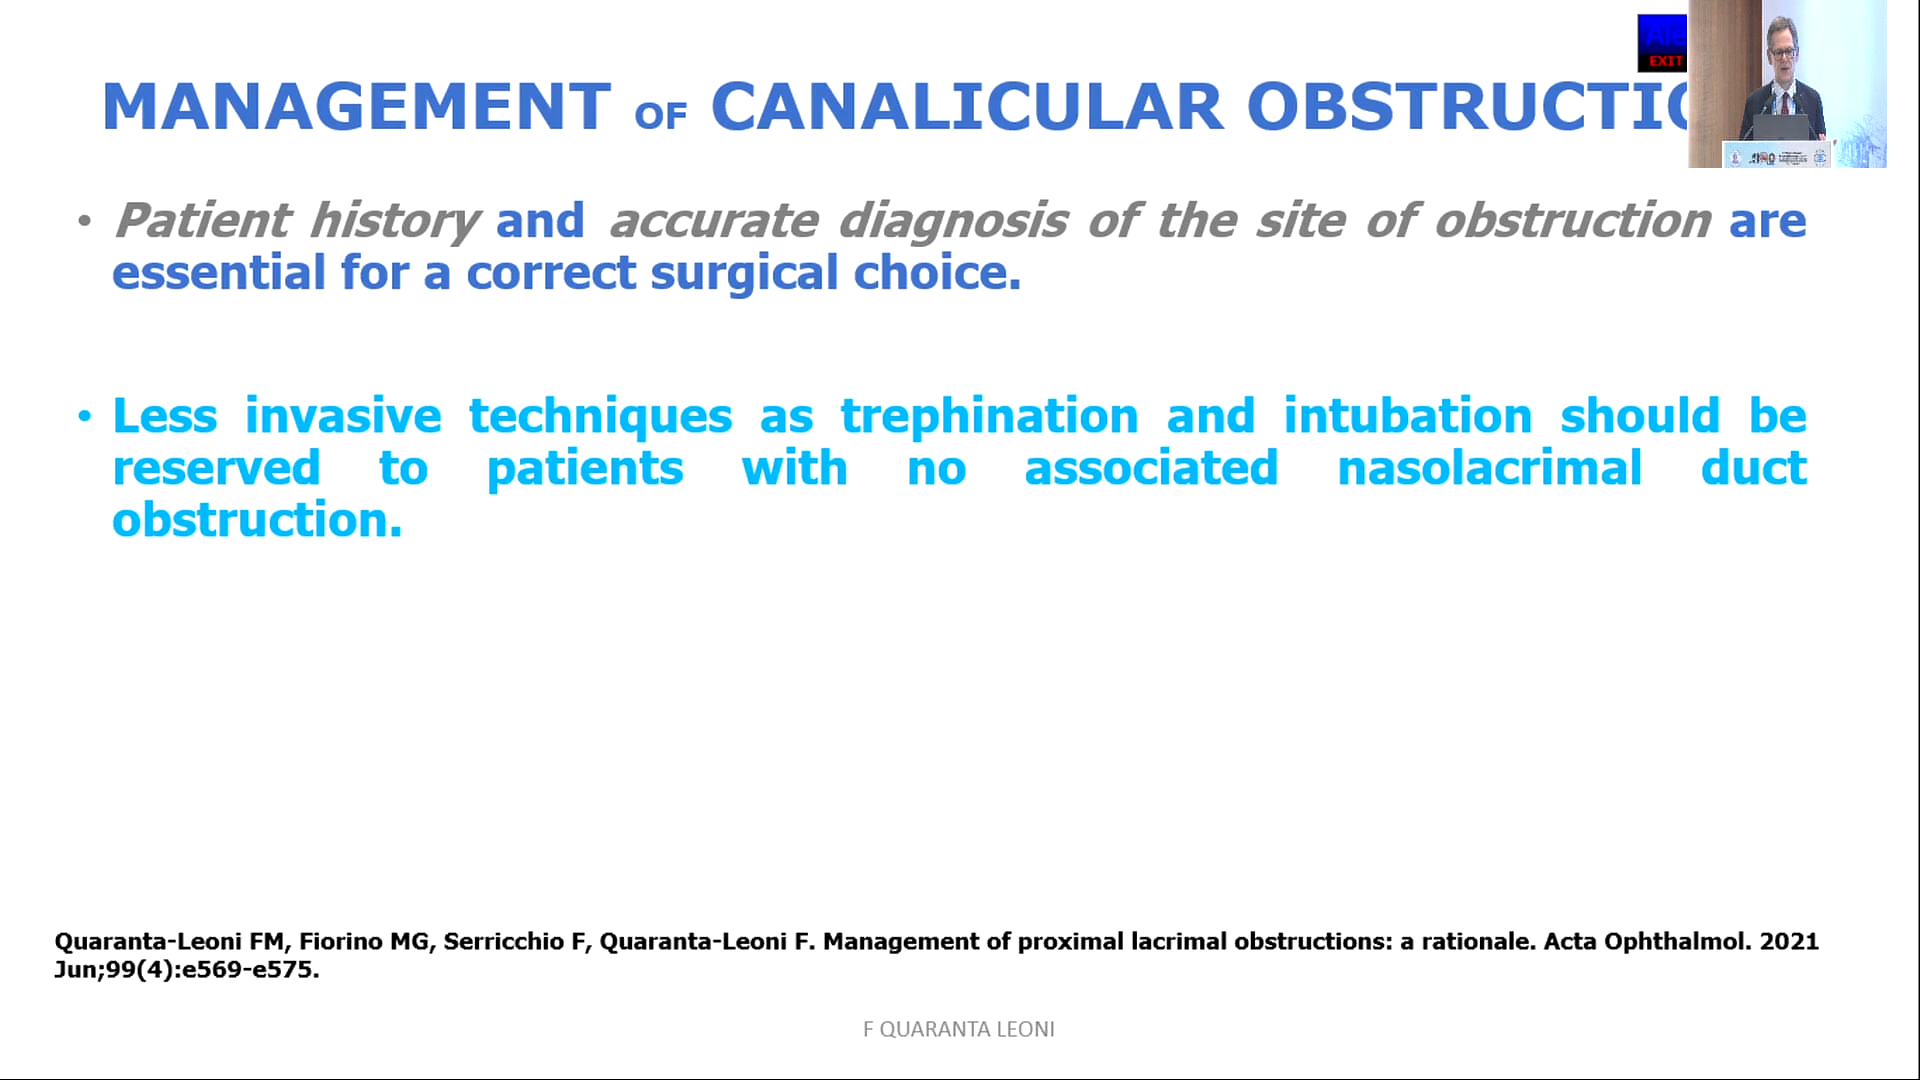 MANAGEMENT OF CANALICULAR OBSTRUCTIO
EXIT
• Patient history and accurate diagnosis of the site of obstruction are
essential for a correct surgical choice.
• Less invasive techniques as trephination and intubation should be
reserved to patients with no associated nasolacrimal duct
obstruction.
Quaranta-Leoni FM, Fiorino MG, Serricchio F, Quaranta-Leoni F. Management of proximal lacrimal obstructions: a rationale. Acta Ophthalmol. 2021
Jun;99(4):e569-e575.
F QUARANTA LEONI